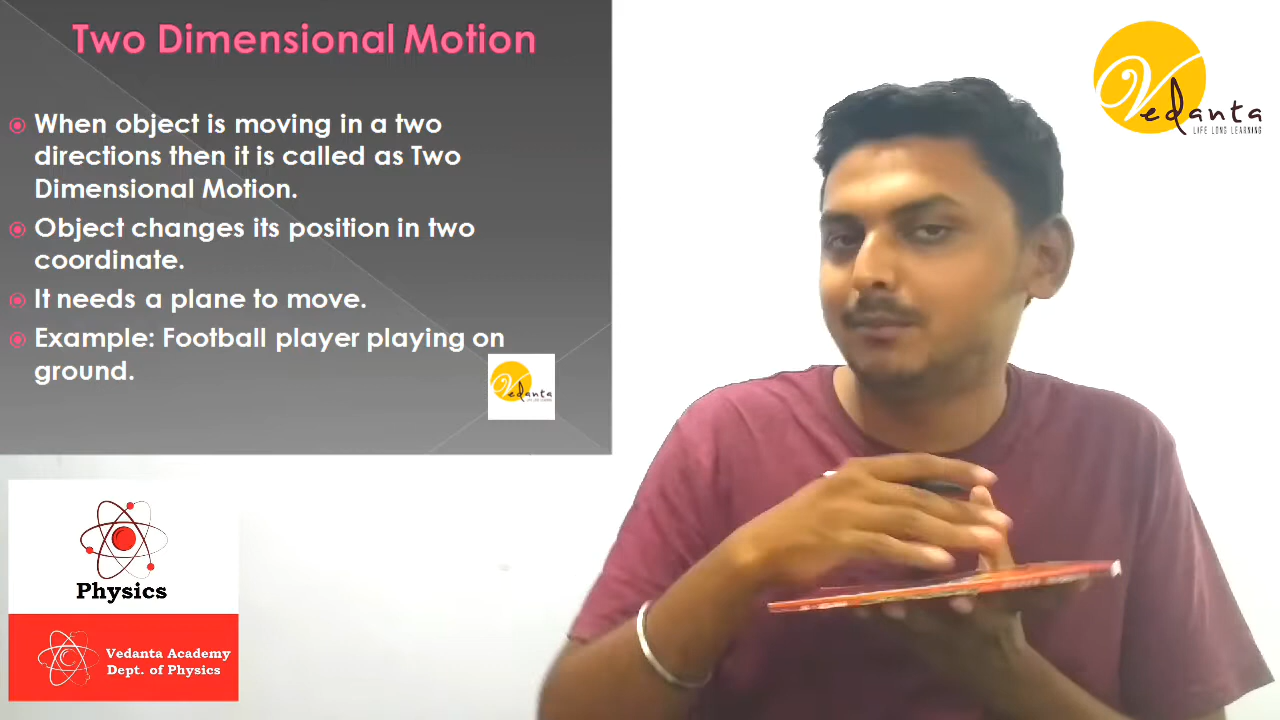 Two Dimensional Motion
When object is moving in a two
directions then it is called as Two
Dimensional Motion.
Object changes its position in two
coordinate.
It needs a plane to move.
Example: Football player playing on
ground.
Vedanta
Vedanta
LIFE LONG LEARNING
Physics
Vedanta Academy
Dept. of Physics